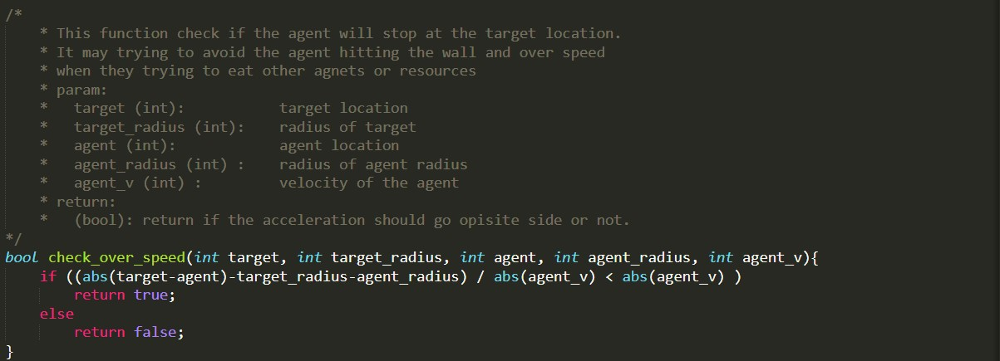 /*
    * This function check if the agent will stop at the target location.
    * It may trying to avoid the agent hitting the wall and over speed
    * when they trying to eat other agnets or resources
    * param:
    *   target (int):           target location
    *   target_radius (int):    radius of target
    *   agent (int):            agent location
    *   agent_radius (int) :    radius of agent radius
    *   agent_v (int) :         velocity of the agent
    * return:
    *   (bool): return if the acceleration should go opisite side or not.
*/
bool check_over_speed(int target, int target_radius, int agent, int agent_radius, int agent_v){
    if ((abs(target-agent)-target_radius-agent_radius) / abs(agent_v) < abs(agent_v) )
        return true;
    else
        return false;
}